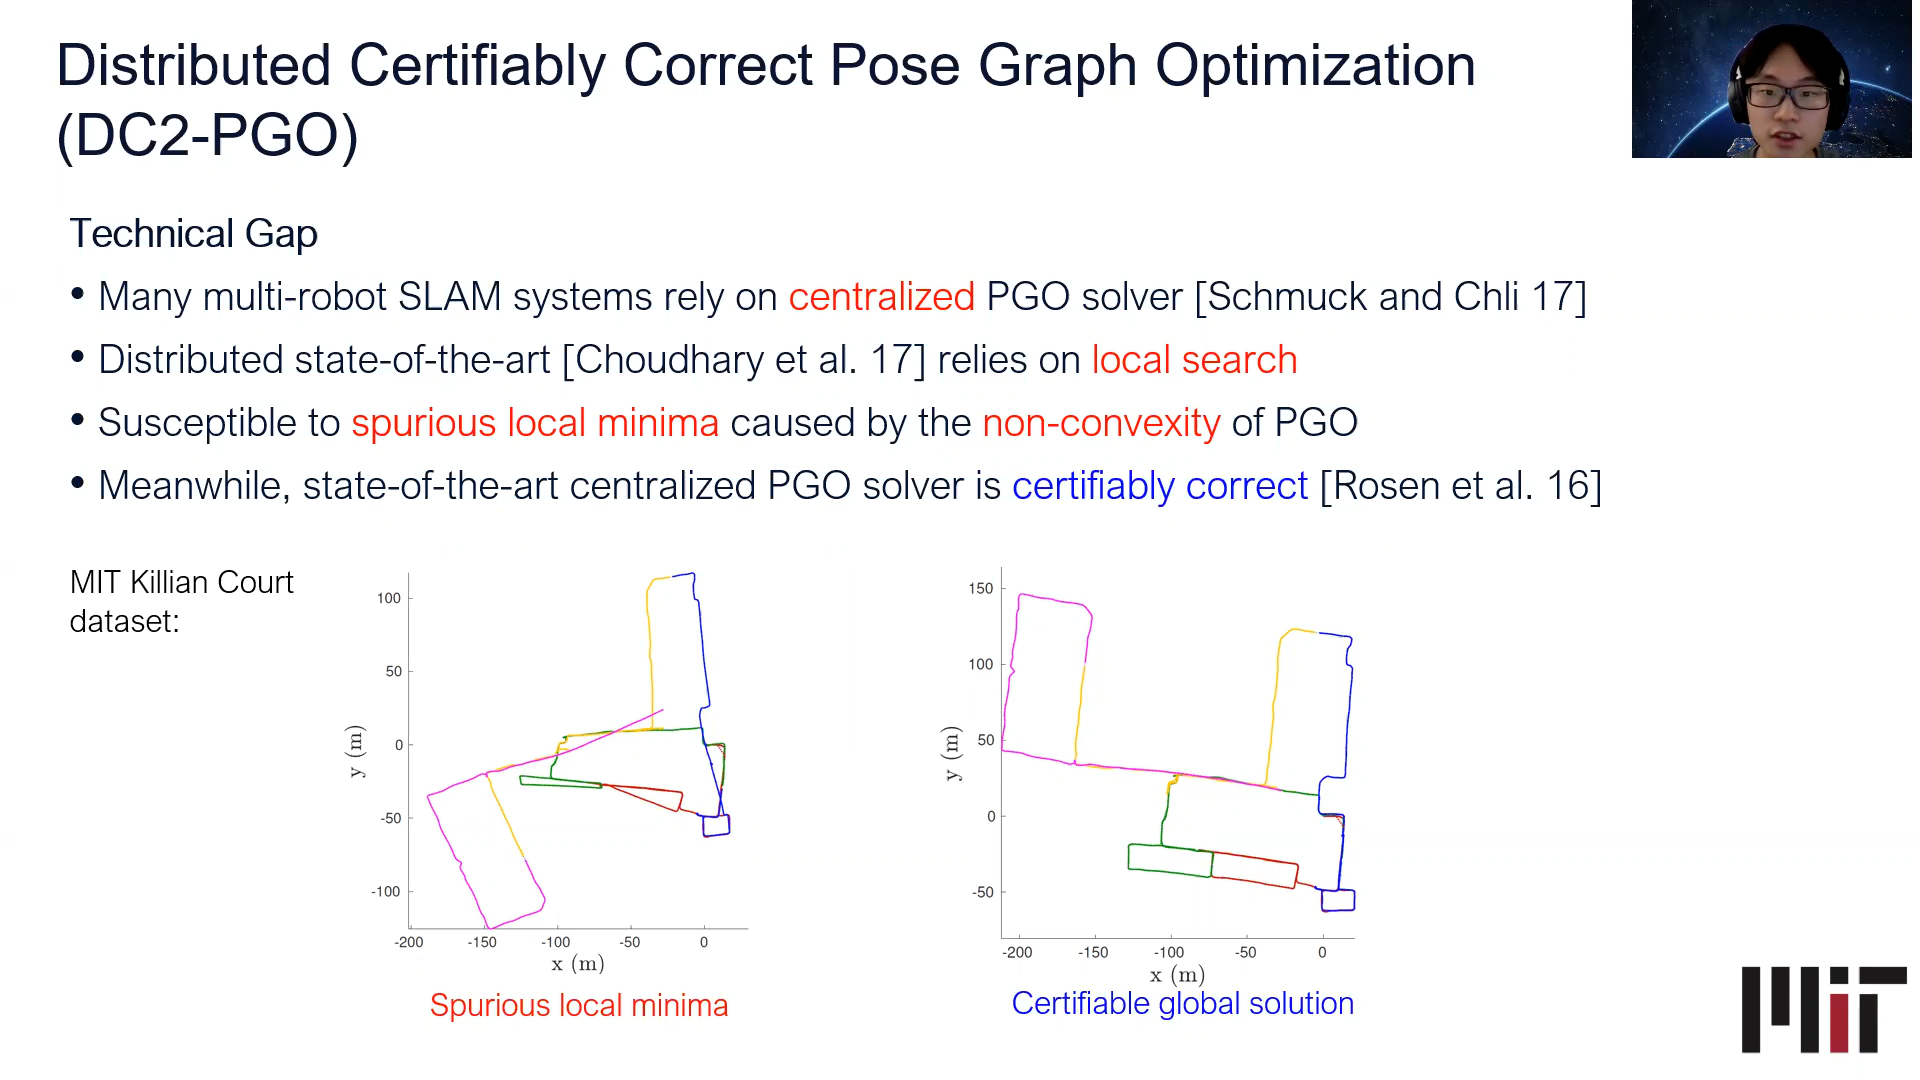 Distributed Certifiably Correct Pose Graph Optimization
(DC2-PGO)
Technical Gap
• Many multi-robot SLAM systems rely on centralized PGO solver [Schmuck and Chli 17]
• Distributed state-of-the-art [Choudhary et al. 17] relies on local search
• Susceptible to spurious local minima caused by the non-convexity of PGO
• Meanwhile, state-of-the-art centralized PGO solver is certifiably correct [Rosen et al. 16]
MIT Killian Court
dataset:
100
50
0
-50
-100
y (m)
-200 -150 -100 -50 0
x (m)
Spurious local minima
150
100
50
0
-50
y (m)
-200 -150 -100 -50 0
x (m)
Certifiable global solution
MIT